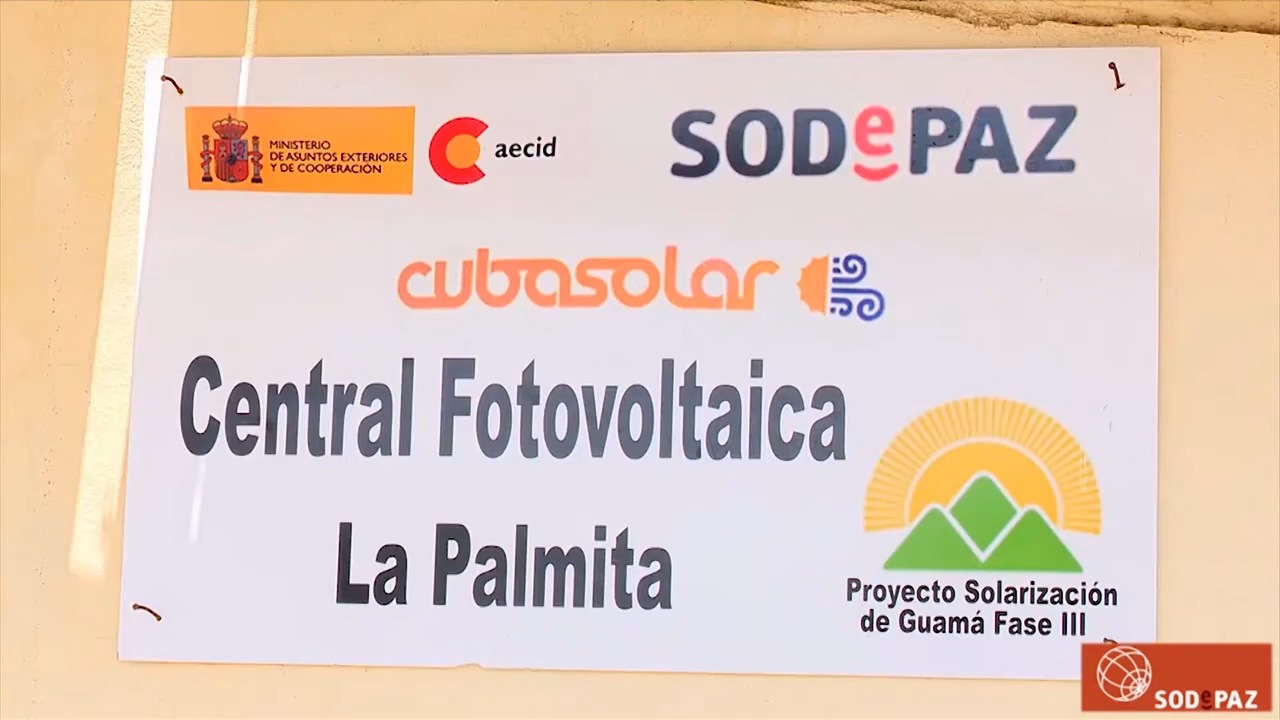 MINISTERIO
DE ASUNTOS EXTERIORES
Y DE COOPERACIÓN
aecid
SODePAZ
cubasolar
Central Fotovoltaica
La Palmita
Proyecto Solarización
de Guamá Fase III
SODePAZ